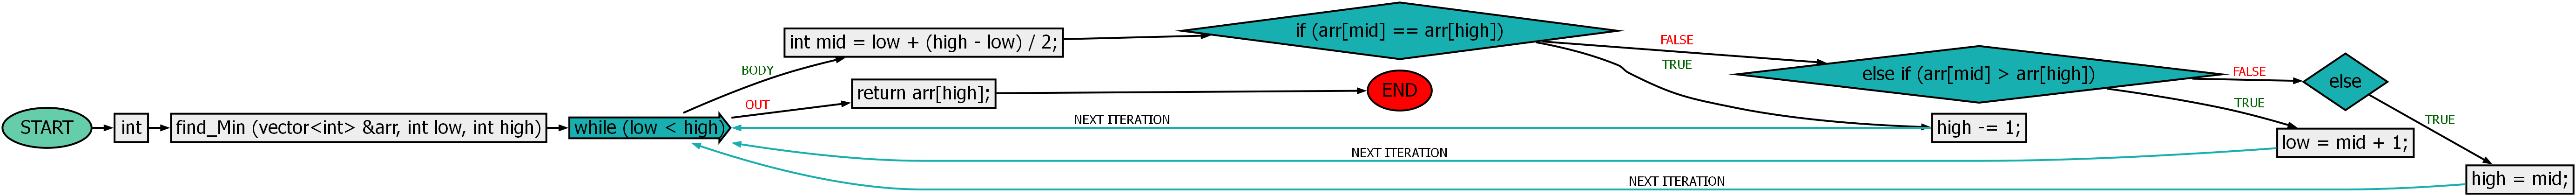 START
int
find_Min (vector<int> &arr, int low, int high)
while (low < high)
BODY
int mid = low + (high - low) / 2;
if (arr[mid] == arr[high])
FALSE
TRUE
else if (arr[mid] > arr[high])
FALSE
else
TRUE
TRUE
OUT
return arr[high];
END
NEXT ITERATION
high -= 1;
NEXT ITERATION
low = mid + 1;
NEXT ITERATION
high = mid;